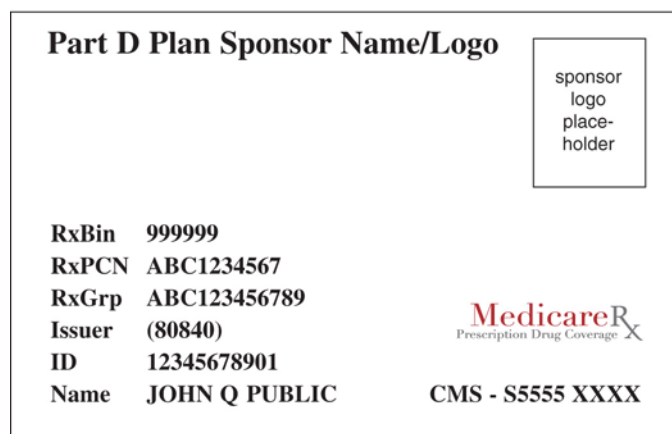 Part D Plan Sponsor Name/Logo
sponsor
logo
place-
holder
RxBin 999999
RxPCN ABC1234567
RxGrp ABC123456789
Issuer (80840)
ID 12345678901
Name JOHN Q PUBLIC
MedicareRx
Prescription Drug Coverage
CMS - S5555 XXXX